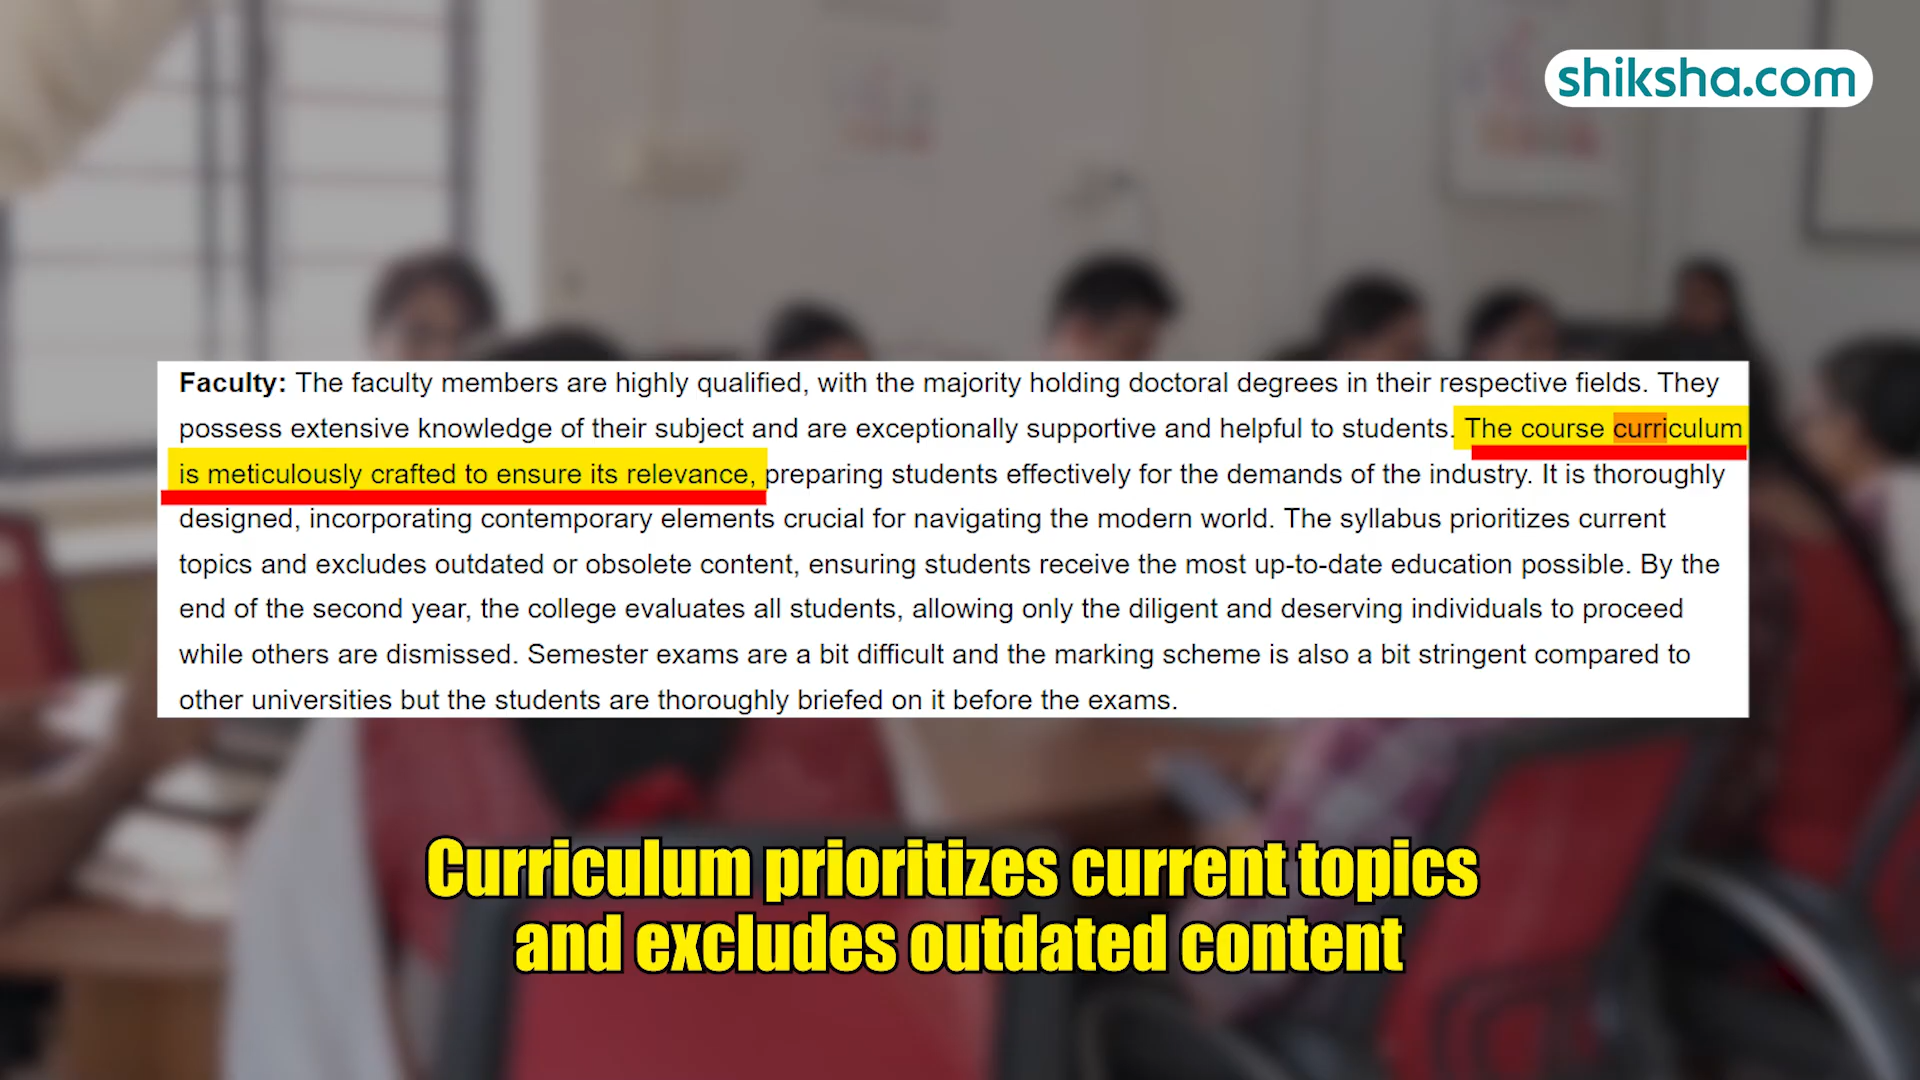 shiksha.com
Faculty: The faculty members are highly qualified, with the majority holding doctoral degrees in their respective fields. They
possess extensive knowledge of their subject and are exceptionally supportive and helpful to students. The course curriculum
is meticulously crafted to ensure its relevance, preparing students effectively for the demands of the industry. It is thoroughly
designed, incorporating contemporary elements crucial for navigating the modern world. The syllabus prioritizes current
topics and excludes outdated or obsolete content, ensuring students receive the most up-to-date education possible. By the
end of the second year, the college evaluates all students, allowing only the diligent and deserving individuals to proceed
while others are dismissed. Semester exams are a bit difficult and the marking scheme is also a bit stringent compared to
other universities but the students are thoroughly briefed on it before the exams.
Curriculum prioritizes current topics
and excludes outdated content